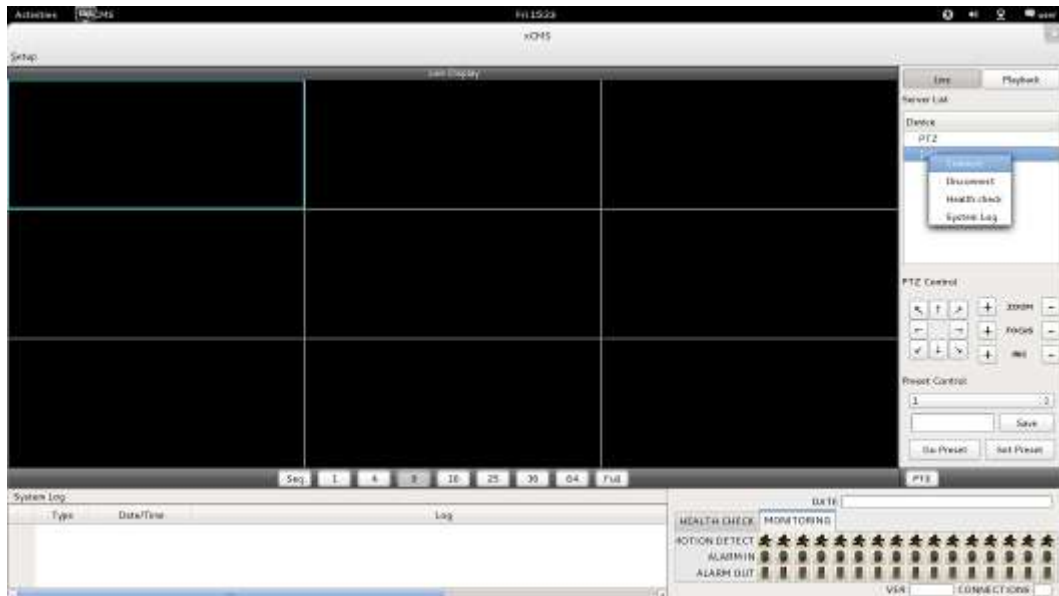 Activities xCMS Fri 15:23 user
xCMS
Setup
Live Display
Live Playback
Server List
Device
PTZ
Connect
Disconnect
Health check
System Log
PTZ Control
+ ZOOM -
+ FOCUS -
+ IRIS -
Preset Control
1
Save
Go Preset Set Preset
Seq. 1 4 9 16 25 36 64 Full PTZ
System Log
Type Date/Time Log
DATE
HEALTH CHECK MONITORING
MOTION DETECT
ALARM IN
ALARM OUT
VER CONNECTIONS